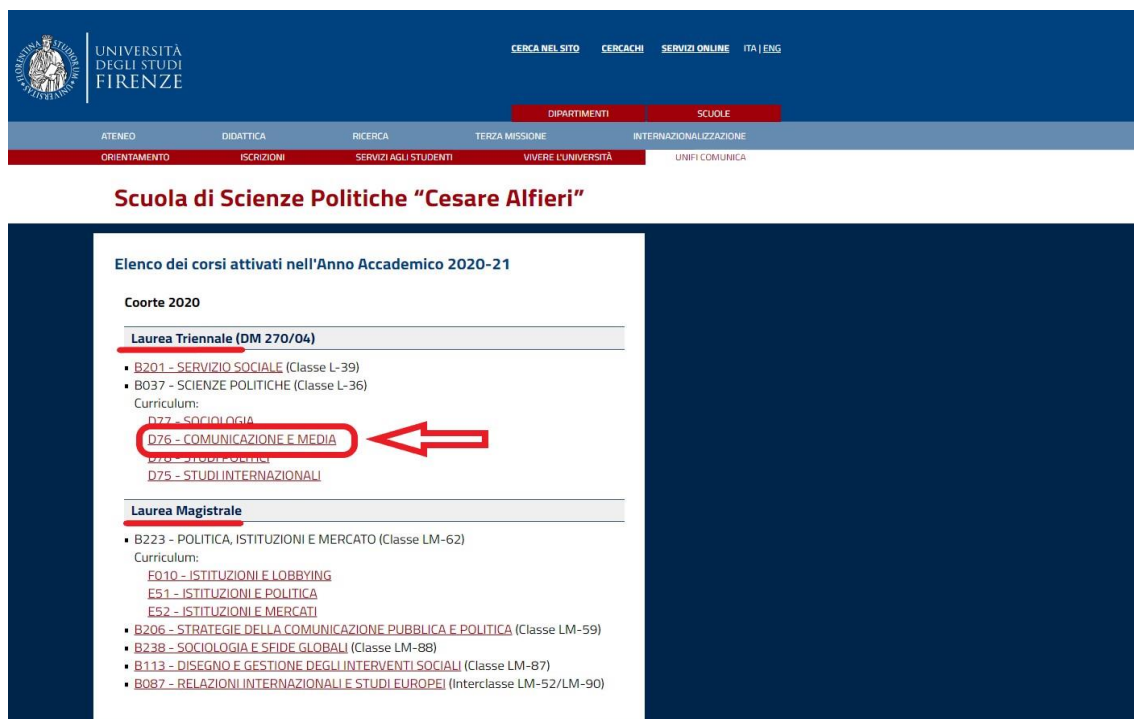 UNIVERSITÀ
DEGLI STUDI
FIRENZE
CERCA NEL SITO CERCACHI SERVIZI ONLINE ITA | ENG
DIPARTIMENTI SCUOLE
ATENEO DIDATTICA RICERCA TERZA MISSIONE INTERNAZIONALIZZAZIONE
ORIENTAMENTO ISCRIZIONI SERVIZI AGLI STUDENTI VIVERE L'UNIVERSITÀ UNIFI COMUNICA
Scuola di Scienze Politiche “Cesare Alfieri”
Elenco dei corsi attivati nell'Anno Accademico 2020-21
Coorte 2020
Laurea Triennale (DM 270/04)
▪ B201 - SERVIZIO SOCIALE (Classe L-39)
▪ B037 - SCIENZE POLITICHE (Classe L-36)
Curriculum:
D77 - SOCIOLOGIA
D76 - COMUNICAZIONE E MEDIA
STUDI POLITICI
D75 - STUDI INTERNAZIONALI
Laurea Magistrale
▪ B223 - POLITICA, ISTITUZIONI E MERCATO (Classe LM-62)
Curriculum:
F010 - ISTITUZIONI E LOBBYING
E51 - ISTITUZIONI E POLITICA
E52 - ISTITUZIONI E MERCATI
▪ B206 - STRATEGIE DELLA COMUNICAZIONE PUBBLICA E POLITICA (Classe LM-59)
▪ B238 - SOCIOLOGIA E SFIDE GLOBALI (Classe LM-88)
▪ B113 - DISEGNO E GESTIONE DEGLI INTERVENTI SOCIALI (Classe LM-87)
▪ B087 - RELAZIONI INTERNAZIONALI E STUDI EUROPEI (Interclasse LM-52/LM-90)